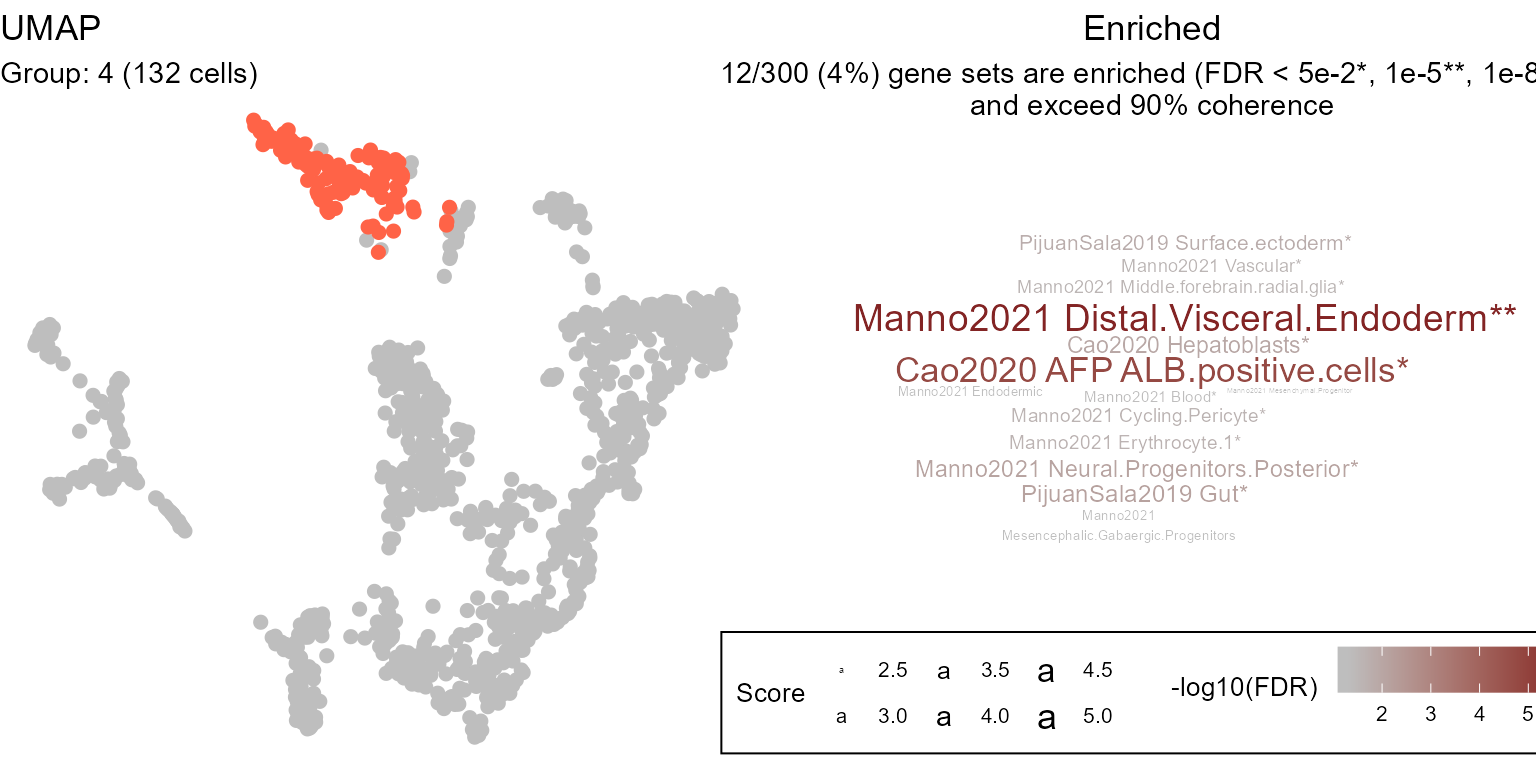 UMAP
Group: 4 (132 cells)
Enriched
12/300 (4%) gene sets are enriched (FDR < 5e-2*, 1e-5**, 1e-8
and exceed 90% coherence
PijuanSala2019 Surface.ectoderm*
Manno2021 Vascular*
Manno2021 Middle.forebrain.radial.glia*
Manno2021 Distal.Visceral.Endoderm**
Cao2020 Hepatoblasts*
Cao2020 AFP ALB.positive.cells*
Manno2021 Endodermic
Manno2021 Mesenchymal.Progenitor
Manno2021 Blood*
Manno2021 Cycling.Pericyte*
Manno2021 Erythrocyte.1*
Manno2021 Neural.Progenitors.Posterior*
PijuanSala2019 Gut*
Manno2021
Mesencephalic.Gabaergic.Progenitors
Score
a 2.5 a 3.5 a 4.5
a 3.0 a 4.0 a 5.0
-log10(FDR)
2 3 4 5